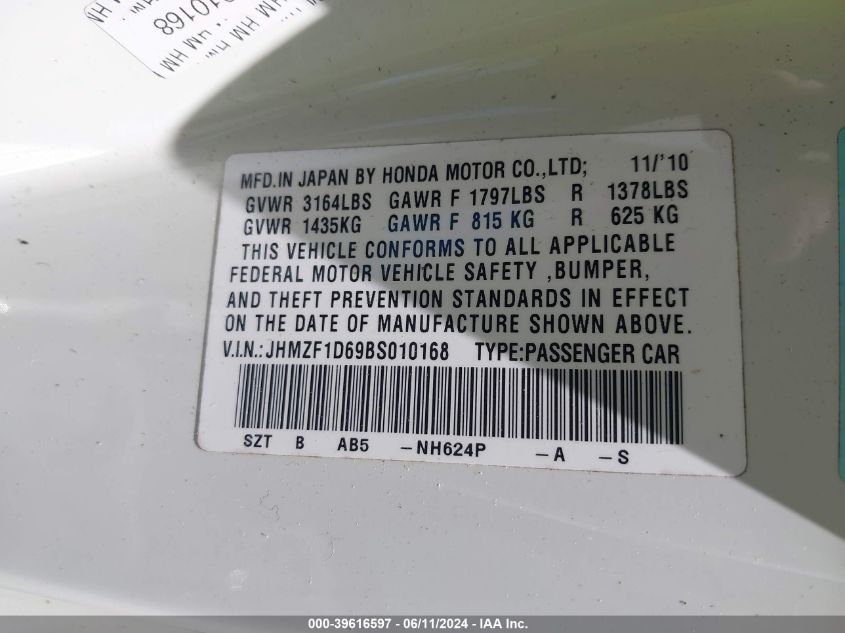 10168
HM HM
MFD.IN JAPAN BY HONDA MOTOR CO.,LTD; 11/'10
GVWR 3164LBS GAWR F 1797LBS R 1378LBS
GVWR 1435KG GAWR F 815 KG R 625 KG
THIS VEHICLE CONFORMS TO ALL APPLICABLE
FEDERAL MOTOR VEHICLE SAFETY ,BUMPER,
AND THEFT PREVENTION STANDARDS IN EFFECT
ON THE DATE OF MANUFACTURE SHOWN ABOVE.
V.I.N.:JHMZF1D69BS010168 TYPE:PASSENGER CAR
SZT B AB5 -NH624P -A -S
000-39616597 - 06/11/2024 - IAA Inc.